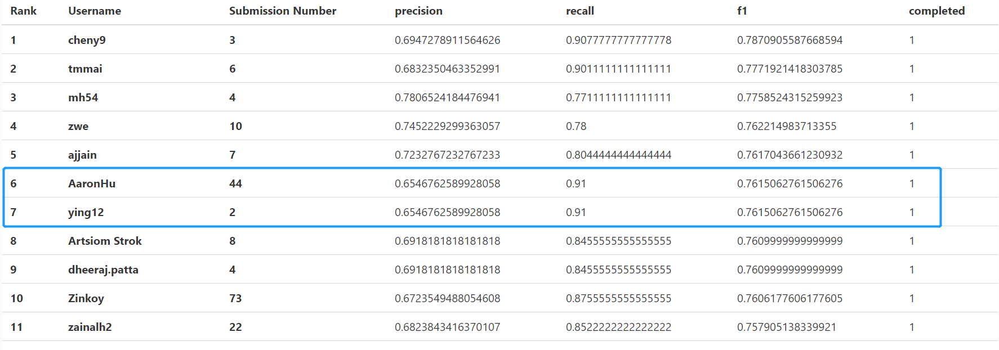 Rank Username Submission Number precision recall f1 completed
1 cheny9 3 0.6947278911564626 0.9077777777777778 0.7870905587668594 1
2 tmmai 6 0.6832350463352991 0.9011111111111111 0.7771921418303785 1
3 mh54 4 0.7806524184476941 0.7711111111111111 0.7758524315259923 1
4 zwe 10 0.7452229299363057 0.78 0.762214983713355 1
5 ajjain 7 0.7232767232767233 0.8044444444444444 0.7617043661230932 1
6 AaronHu 44 0.6546762589928058 0.91 0.7615062761506276 1
7 ying12 2 0.6546762589928058 0.91 0.7615062761506276 1
8 Artsiom Strok 8 0.6918181818181818 0.8455555555555555 0.7609999999999999 1
9 dheeraj.patta 4 0.6918181818181818 0.8455555555555555 0.7609999999999999 1
10 Zinkoy 73 0.6723549488054608 0.8755555555555555 0.7606177606177605 1
11 zainalh2 22 0.6823843416370107 0.8522222222222222 0.757905138339921 1